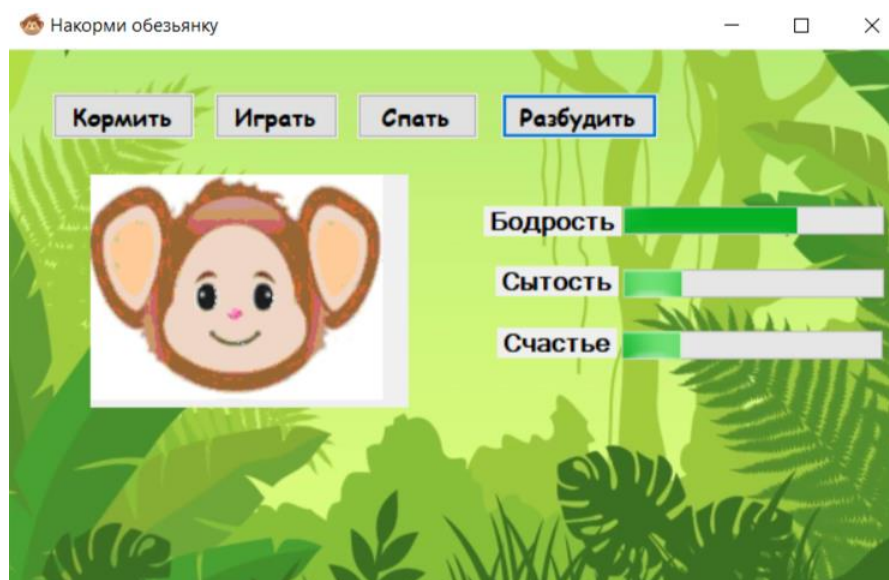 Накорми обезьянку
Кормить Играть Спать Разбудить
Бодрость
Сытость
Счастье